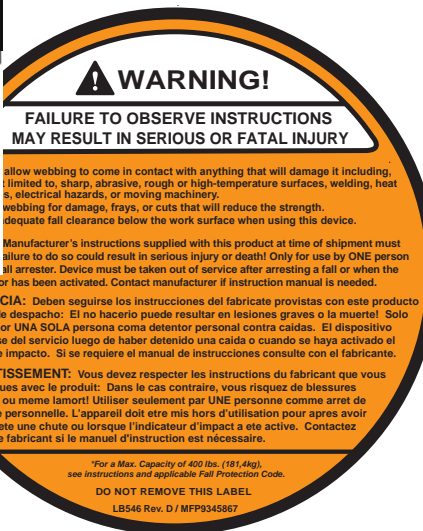 WARNING!
FAILURE TO OBSERVE INSTRUCTIONS
MAY RESULT IN SERIOUS OR FATAL INJURY
allow webbing to come in contact with anything that will damage it including,
limited to, sharp, abrasive, rough or high-temperature surfaces, welding, heat
electrical hazards, or moving machinery.
webbing for damage, frays, or cuts that will reduce the strength.
fall clearance below the work surface when using this device.
Manufacturer's instructions supplied with this product at time of shipment must
to do so could result in serious injury or death! Only for use by ONE person
arrester. Device must be taken out of service after arresting a fall or when the
has been activated. Contact manufacturer if instruction manual is needed.
Deben seguirse los instrucciones del fabricate provistas con este producto
despacho: El no hacerio puede resultar en lesiones graves o la muerte! Solo
UNA SOLA persona coma detentor personal contra caidas. El dispositivo
del servicio luego de haber detenido una caida o cuando se haya activado el
impacto. Si se requiere el manual de instrucciones consulte con el fabricante.
Vous devez respecter les instructions du fabricant que vous
avec le produit: Dans le cas contraire, vous risquez de blessures
ou meme lamort! Utiliser seulement par UNE personne comme arret de
personnelle. L'appareil doit etre mis hors d'utilisation pour apres avoir
une chute ou lorsque l'indicateur d'impact a ete active. Contactez
fabricant si le manuel d'instruction est nécessaire.
*For a Max. Capacity of 400 lbs. (181,4kg),
see instructions and applicable Fall Protection Code.
DO NOT REMOVE THIS LABEL
LB546 Rev. D / MFP9345867